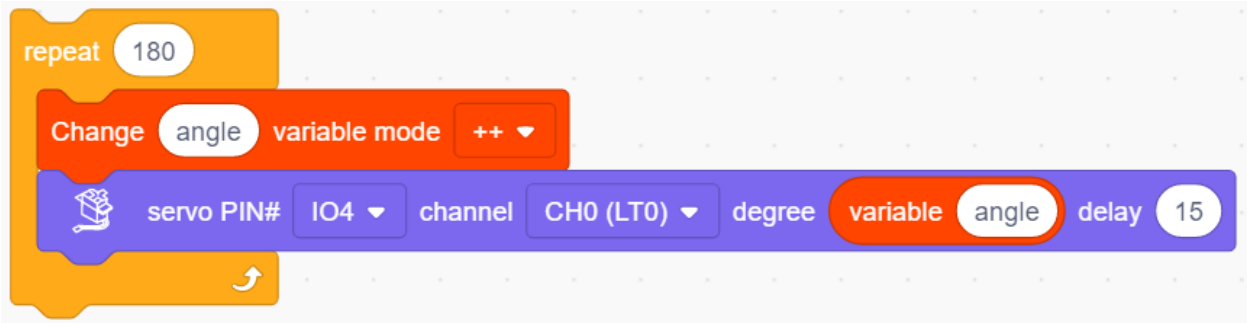 repeat 180
Change angle variable mode ++
servo PIN# IO4 channel CH0 (LT0) degree variable angle delay 15